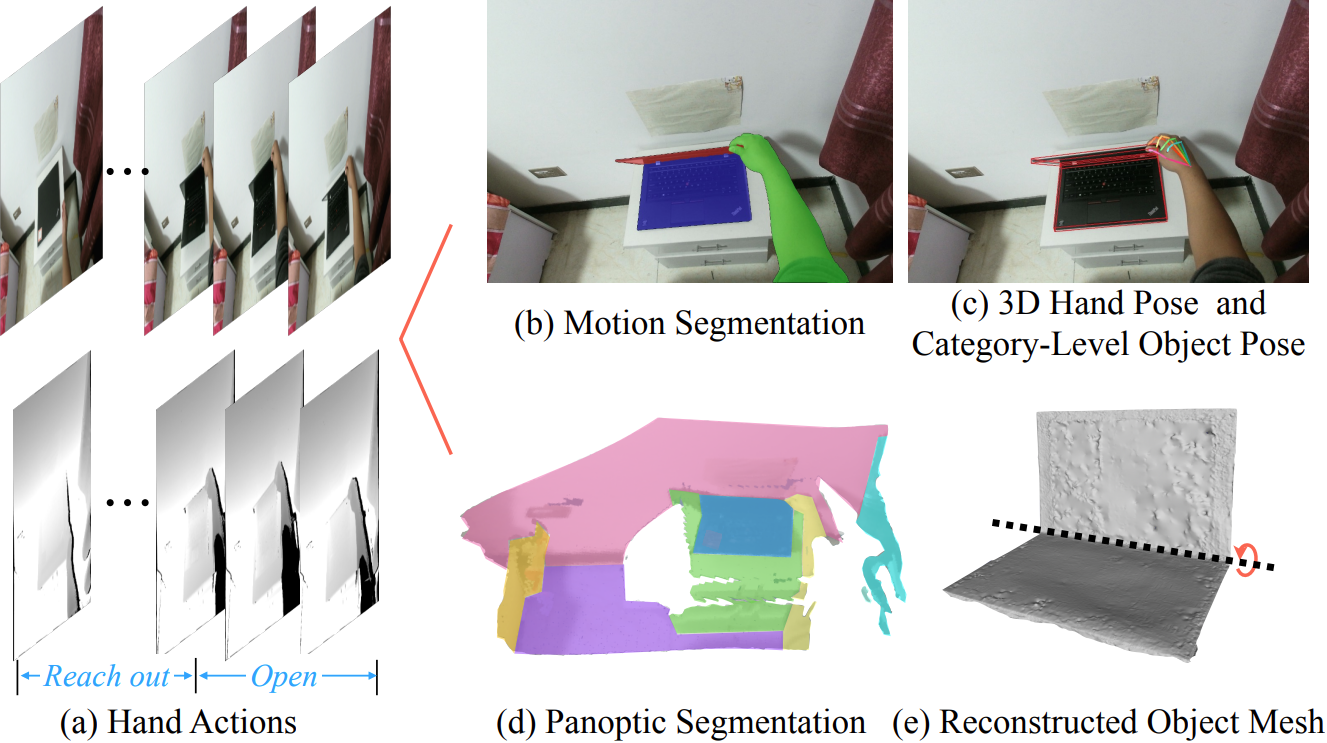 Reach out
Open
(a) Hand Actions
(b) Motion Segmentation
(c) 3D Hand Pose and
Category-Level Object Pose
(d) Panoptic Segmentation
(e) Reconstructed Object Mesh